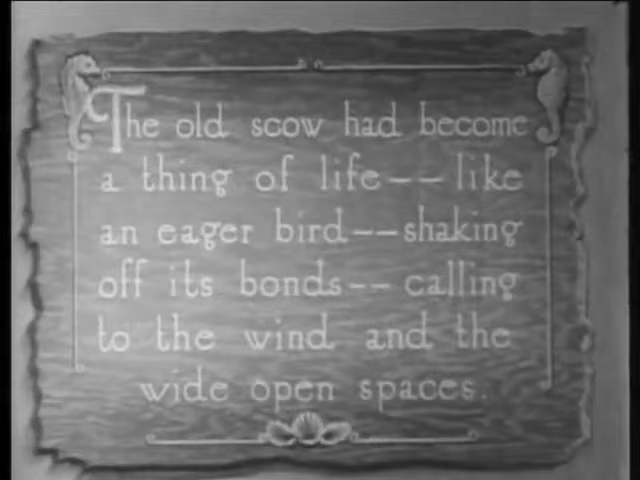 The old scow had become
a thing of life -- like
an eager bird -- shaking
off its bonds -- calling
to the wind and the
wide open spaces.